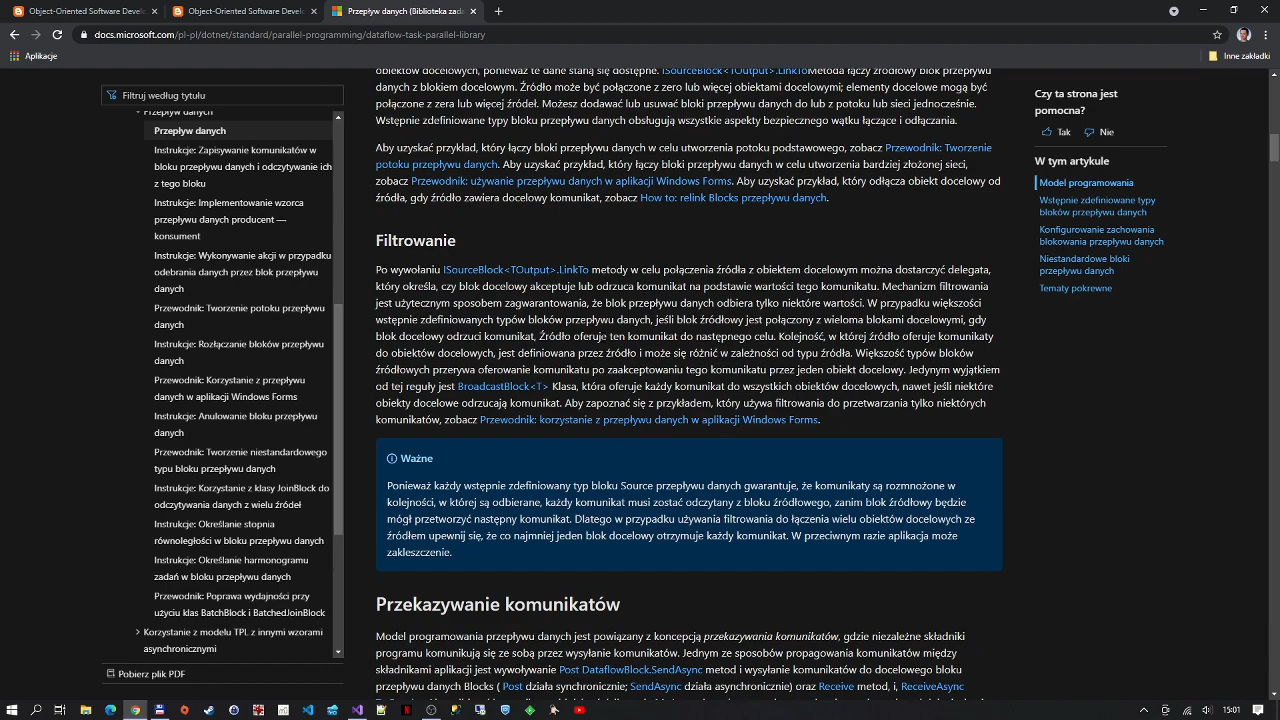 Object-Oriented Software Devel
Object-Oriented Software Devel
Przepływ danych (Biblioteka zada
docs.microsoft.com/pl-pl/dotnet/standard/parallel-programming/dataflow-task-parallel-library
Aplikacje
Inne zakładki
Filtruj według tytułu
Przepływ danych
Przepływ danych
Instrukcje: Zapisywanie komunikatów w
bloku przepływu danych i odczytywanie ich
z tego bloku
Instrukcje: Implementowanie wzorca
przepływu danych producent —
konsument
Instrukcje: Wykonywanie akcji w przypadku
odebrania danych przez blok przepływu
danych
Przewodnik: Tworzenie potoku przepływu
danych
Instrukcje: Rozłączanie bloków przepływu
danych
Przewodnik: Korzystanie z przepływu
danych w aplikacji Windows Forms
Instrukcje: Anulowanie bloku przepływu
danych
Przewodnik: Tworzenie niestandardowego
typu bloku przepływu danych
Instrukcje: Korzystanie z klasy JoinBlock do
odczytywania danych z wielu źródeł
Instrukcje: Określanie stopnia
równoległości w bloku przepływu danych
Instrukcje: Określanie harmonogramu
zadań w bloku przepływu danych
Przewodnik: Poprawa wydajności przy
użyciu klas BatchBlock i BatchedJoinBlock
Korzystanie z modelu TPL z innymi wzorami
asynchronicznymi
Pobierz plik PDF
obiektów docelowych, ponieważ te dane staną się dostępne. ISourceBlock<TOutput>.LinkToMetoda łączy źródłowy blok przepływu
danych z blokiem docelowym. Źródło może być połączone z zero lub więcej obiektami docelowymi; elementy docelowe mogą być
połączone z zera lub więcej źródeł. Możesz dodawać lub usuwać bloki przepływu danych do lub z potoku lub sieci jednocześnie.
Wstępnie zdefiniowane typy bloków przepływu danych obsługują wszystkie aspekty bezpiecznego wątku łączenie i odłączania.
Aby uzyskać przykład, który łączy bloki przepływu danych w celu utworzenia potoku podstawowego, zobacz Przewodnik: Tworzenie
potoku przepływu danych. Aby uzyskać przykład, który łączy bloki przepływu danych w celu utworzenia bardziej złożonej sieci,
zobacz Przewodnik: używanie przepływu danych w aplikacji Windows Forms. Aby uzyskać przykład, który odłącza obiekt docelowy od
źródła, gdy źródło zawiera docelowy komunikat, zobacz How to: relink Blocks przepływu danych.
Filtrowanie
Po wywołaniu ISourceBlock<TOutput>.LinkTo metody w celu połączenia źródła z obiektem docelowym można dostarczyć delegata,
który określa, czy blok docelowy akceptuje lub odrzuca komunikat na podstawie wartości tego komunikatu. Mechanizm filtrowania
jest użytecznym sposobem zagwarantowania, że blok przepływu danych odbiera tylko niektóre wartości. W przypadku większości
wstępnie zdefiniowanych typów bloków przepływu danych, jeśli blok źródłowy jest połączony z wieloma blokami docelowymi, gdy
blok docelowy odrzuci komunikat, Źródło oferuje ten komunikat do następnego celu. Kolejność, w której źródło oferuje komunikaty
do obiektów docelowych, jest definiowana przez źródło i może się różnić w zależności od typu źródła. Większość typów bloków
źródłowych przerywa oferowanie komunikatu po zaakceptowaniu tego komunikatu przez jeden obiekt docelowy. Jedynym wyjątkiem
od tej reguły jest BroadcastBlock<T> Klasa, która oferuje każdy komunikat do wszystkich obiektów docelowych, nawet jeśli niektóre
obiekty docelowe odrzucają komunikat. Aby zapoznać się z przykładem, który używa filtrowania do przetwarzania tylko niektórych
komunikatów, zobacz Przewodnik: korzystanie z przepływu danych w aplikacji Windows Forms.
Ważne
Ponieważ każdy wstępnie zdefiniowany typ bloku Source przepływu danych gwarantuje, że komunikaty są rozmnożone w
kolejności, w której są odbierane, każdy komunikat musi zostać odczytany z bloku źródłowego, zanim blok źródłowy będzie
mógł przetworzyć następny komunikat. Dlatego w przypadku używania filtrowania do łączenia wielu obiektów docelowych ze
źródłem upewnij się, że co najmniej jeden blok docelowy otrzymuje każdy komunikat. W przeciwnym razie aplikacja może
zakleszczenie.
Przekazywanie komunikatów
Model programowania przepływu danych jest powiązany z koncepcją przekazywania komunikatów, gdzie niezależne składniki
programu komunikują się ze sobą przez wysyłanie komunikatów. Jednym ze sposobów propagowania komunikatów między
składnikami aplikacji jest wywoływanie Post DataflowBlock.SendAsync metod i wysyłanie komunikatów do docelowego bloku
przepływu danych Blocks ( Post działa synchronicznie; SendAsync działa asynchronicznie) oraz Receive metod, i, ReceiveAsync
Czy ta strona jest
pomocna?
Tak
Nie
W tym artykule
Model programowania
Wstępnie zdefiniowane typy
bloków przepływu danych
Konfigurowanie zachowania
blokowania przepływu danych
Niestandardowe bloki
przepływu danych
Tematy pokrewne
15:01